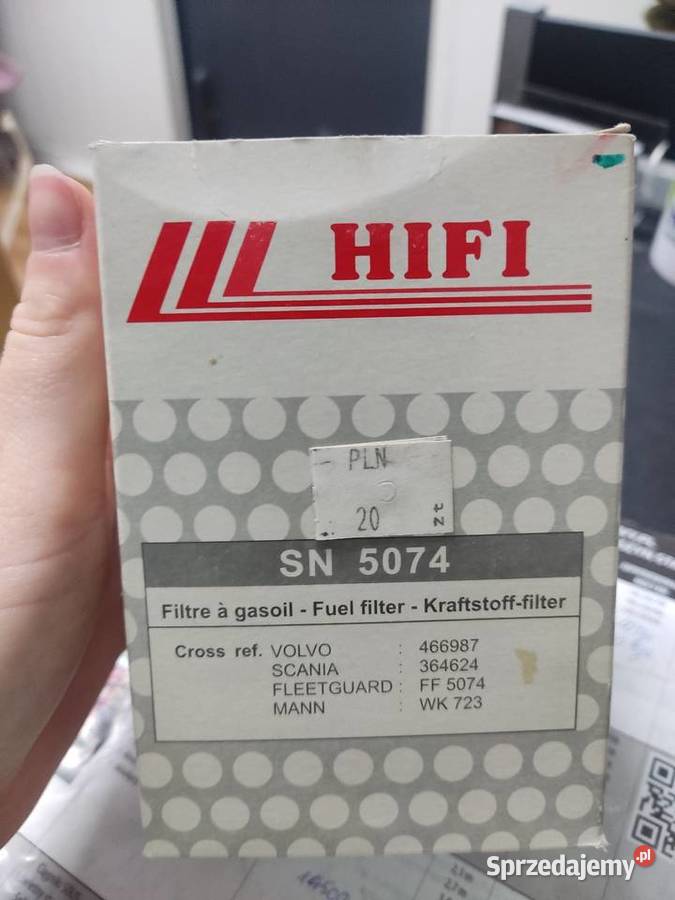 HIFI
PLN
20 zł
SN 5074
Filtre à gasoil - Fuel filter - Kraftstoff-filter
Cross ref. VOLVO : 466987
SCANIA : 364624
FLEETGUARD : FF 5074
MANN : WK 723
Sprzedajemy.pl